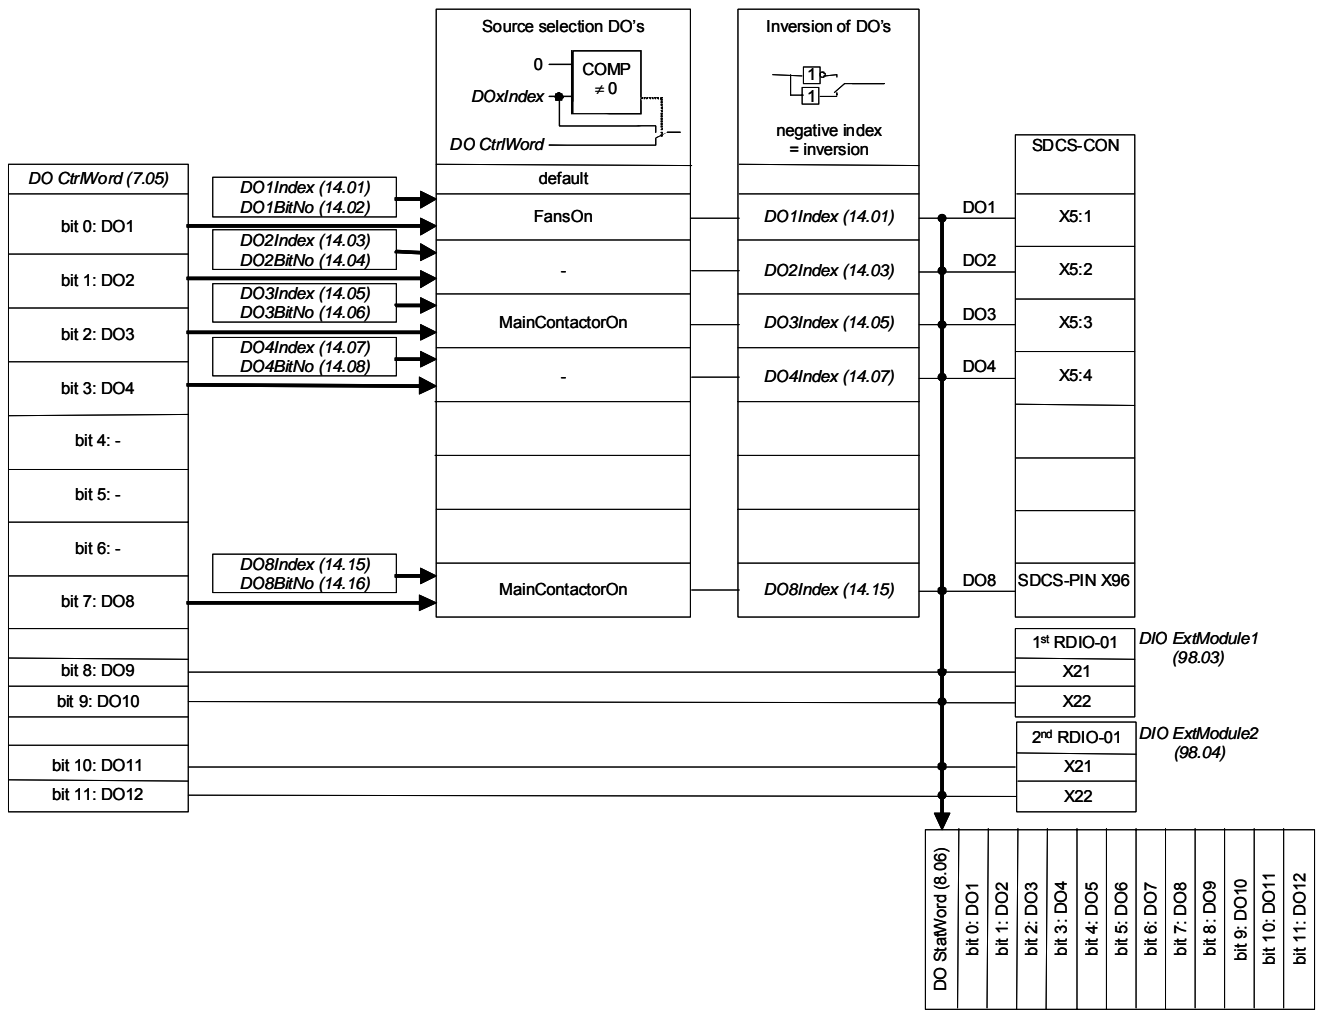 Source selection DO's
0
COMP
≠ 0
DOxIndex
DO CtrlWord
default
FansOn
-
MainContactorOn
-
MainContactorOn
Inversion of DO's
1
1
negative index
= inversion
DO1Index (14.01)
DO2Index (14.03)
DO3Index (14.05)
DO4Index (14.07)
DO8Index (14.15)
DO CtrlWord (7.05)
bit 0: DO1
bit 1: DO2
bit 2: DO3
bit 3: DO4
bit 4: -
bit 5: -
bit 6: -
bit 7: DO8
bit 8: DO9
bit 9: DO10
bit 10: DO11
bit 11: DO12
DO1Index (14.01)
DO1BitNo (14.02)
DO2Index (14.03)
DO2BitNo (14.04)
DO3Index (14.05)
DO3BitNo (14.06)
DO4Index (14.07)
DO4BitNo (14.08)
DO8Index (14.15)
DO8BitNo (14.16)
DO1
DO2
DO3
DO4
DO8
SDCS-CON
X5:1
X5:2
X5:3
X5:4
SDCS-PIN X96
1st RDIO-01
X21
X22
DIO ExtModule1
(98.03)
2nd RDIO-01
X21
X22
DIO ExtModule2
(98.04)
DO StatWord (8.06)
bit 0: DO1
bit 1: DO2
bit 2: DO3
bit 3: DO4
bit 4: DO5
bit 5: DO6
bit 6: DO7
bit 7: DO8
bit 8: DO9
bit 9: DO10
bit 10: DO11
bit 11: DO12